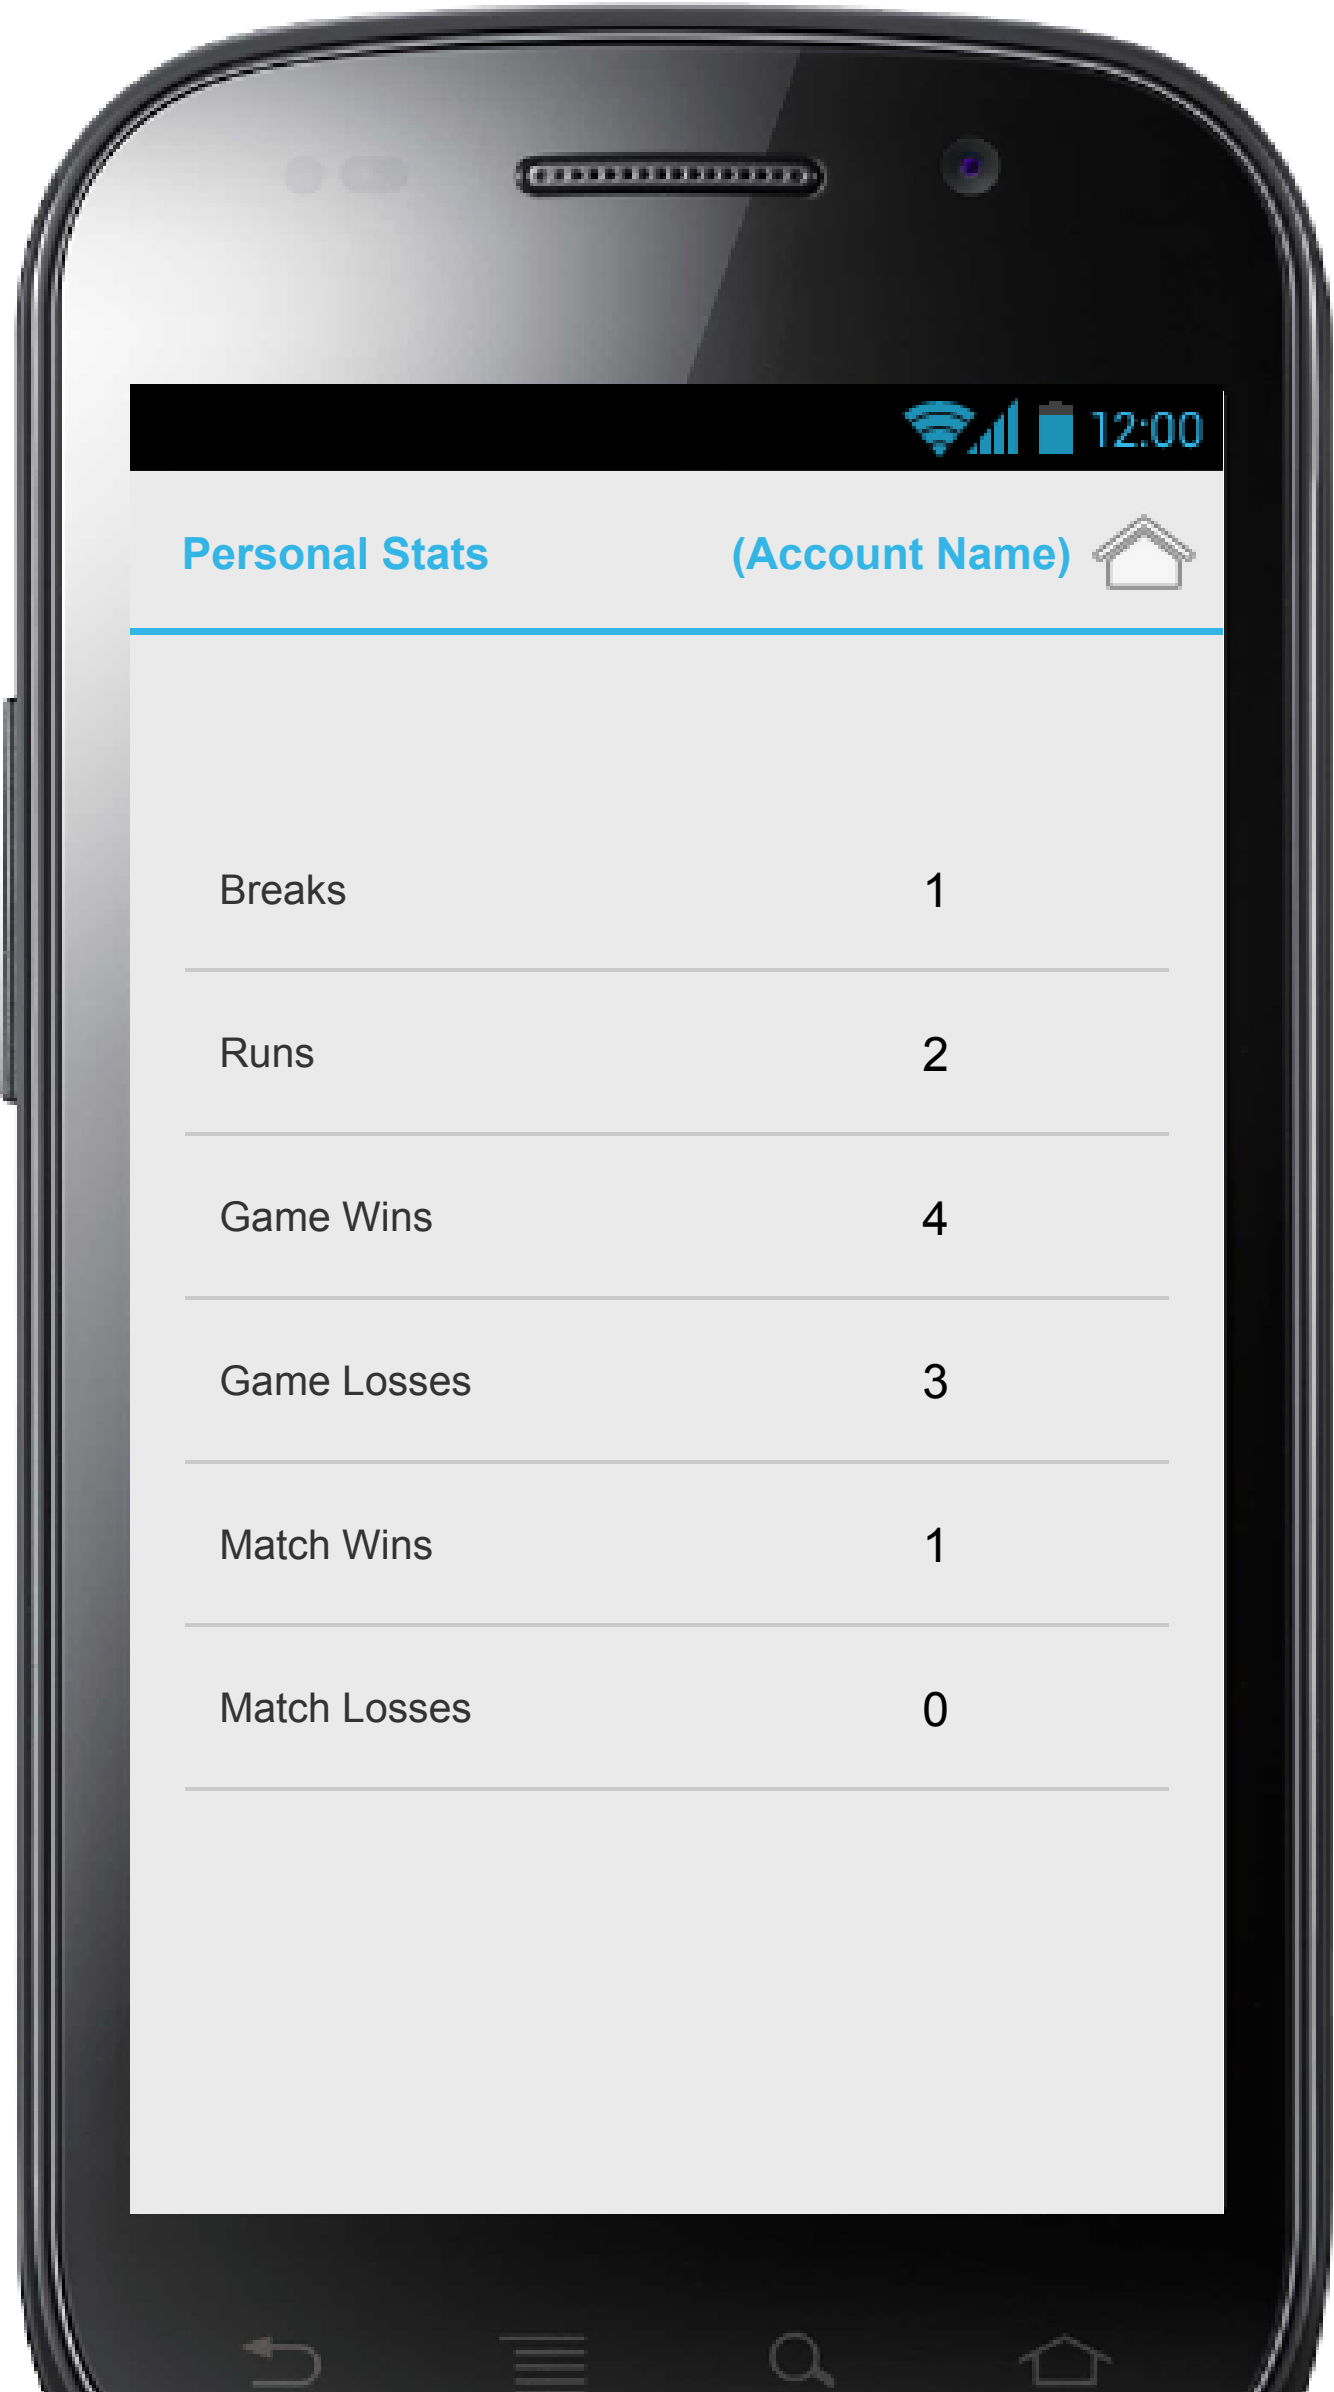 12:00
Personal Stats (Account Name)
Breaks 1
Runs 2
Game Wins 4
Game Losses 3
Match Wins 1
Match Losses 0